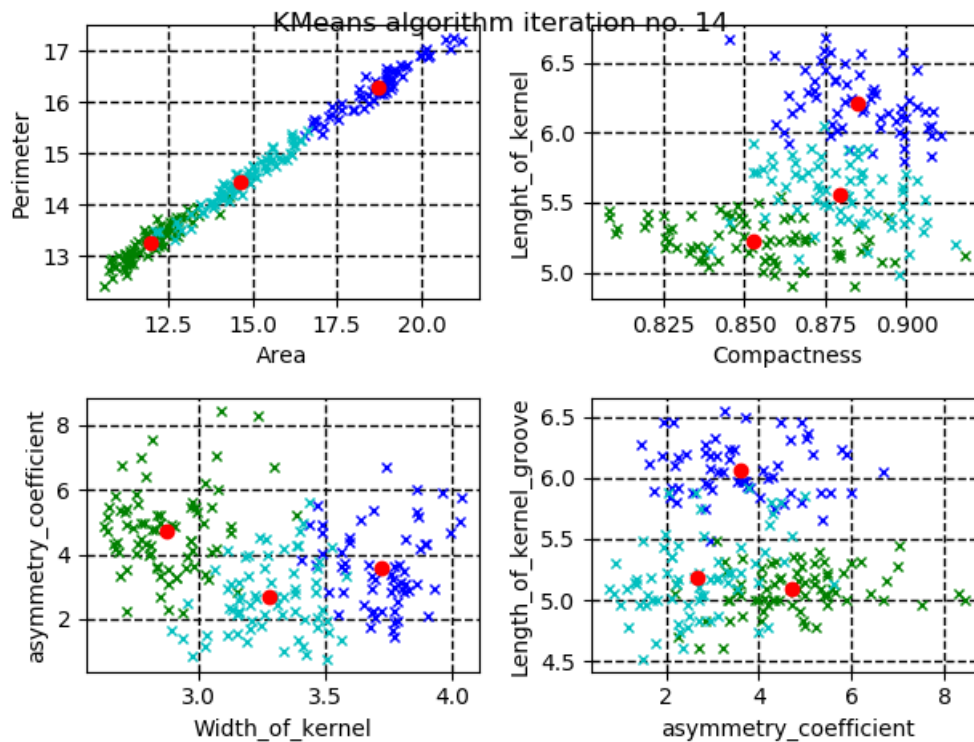 KMeans algorithm iteration no. 14
17
16
15
14
13
Perimeter
12.5 15.0 17.5 20.0
Area
6.5
6.0
5.5
5.0
Lenght_of_kernel
0.825 0.850 0.875 0.900
Compactness
8
6
4
2
asymmetry_coefficient
3.0 3.5 4.0
Width_of_kernel
6.5
6.0
5.5
5.0
4.5
Length_of_kernel_groove
2 4 6 8
asymmetry_coefficient